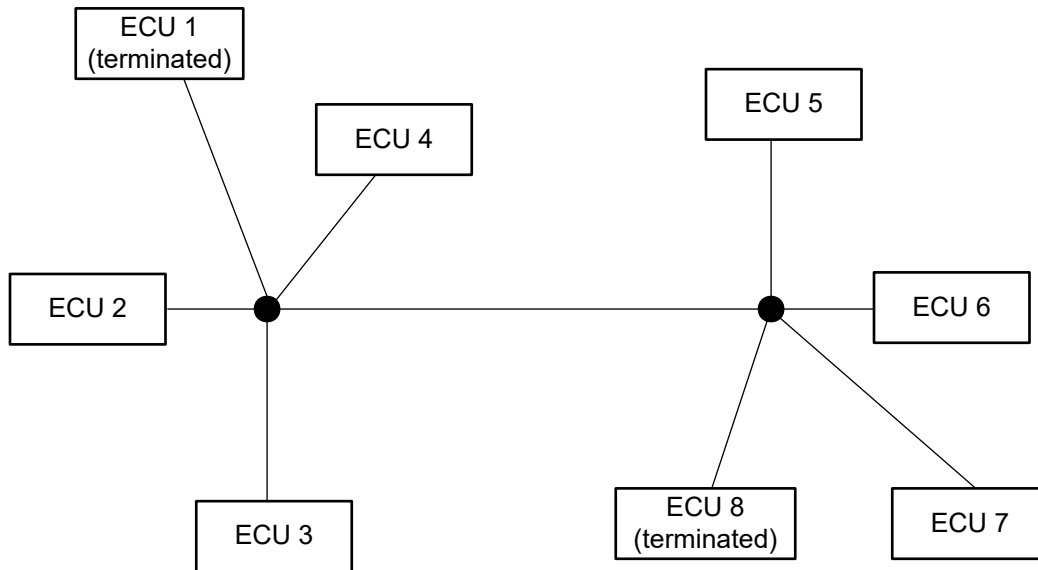 ECU 1
(terminated)
ECU 4
ECU 5
ECU 2
ECU 6
ECU 3
ECU 8
(terminated)
ECU 7